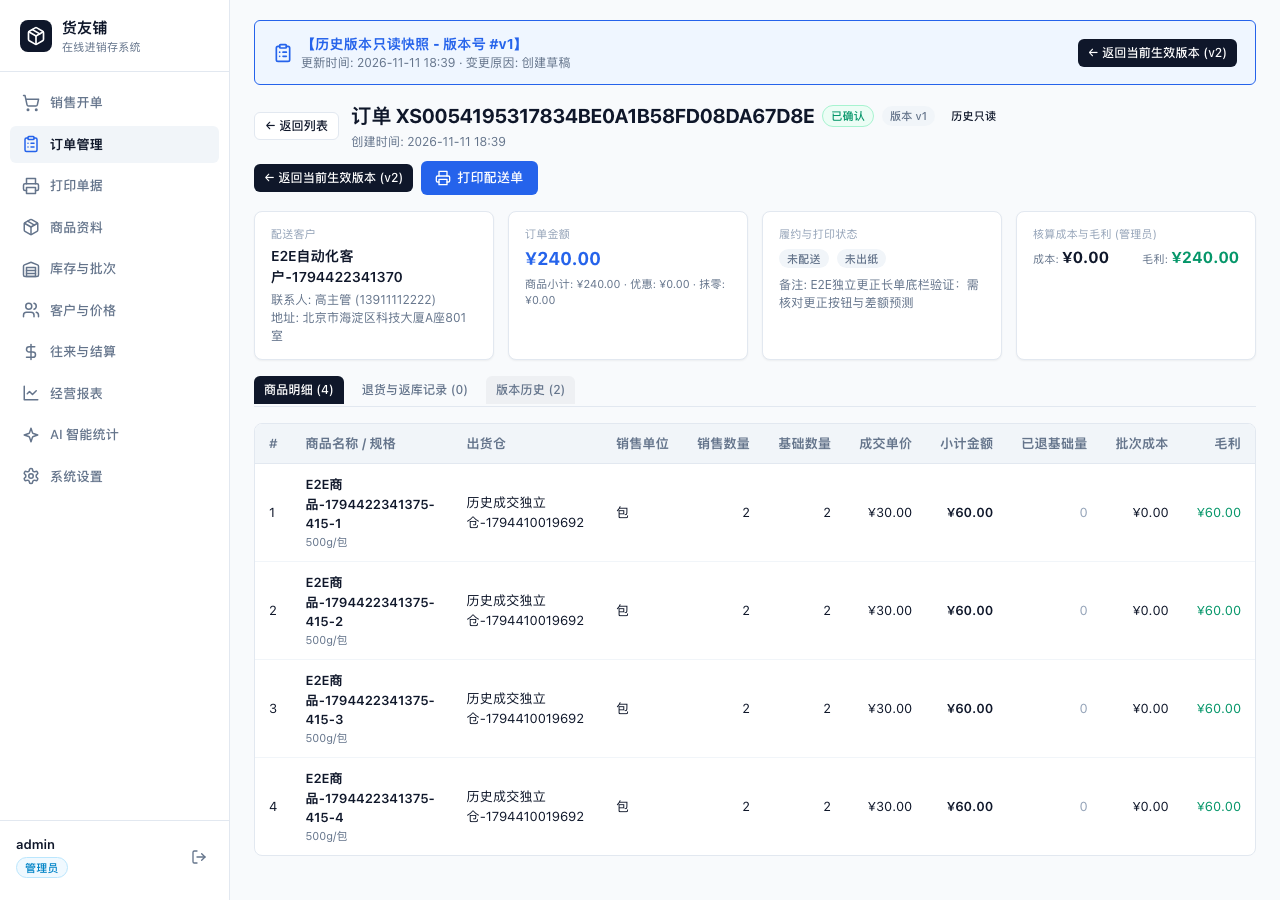 货友铺
在线进销存系统
销售开单
订单管理
打印单据
商品资料
库存与批次
客户与价格
往来与结算
经营报表
AI 智能统计
系统设置
admin
管理员
【历史版本只读快照 - 版本号 #v1】
更新时间: 2026-11-11 18:39 · 变更原因: 创建草稿
← 返回当前生效版本 (v2)
← 返回列表
订单 XS0054195317834BE0A1B58FD08DA67D8E 已确认 版本 v1 历史只读
创建时间: 2026-11-11 18:39
← 返回当前生效版本 (v2) 打印配送单
配送客户
E2E自动化客
户-1794422341370
联系人: 高主管 (13911112222)
地址: 北京市海淀区科技大厦A座801
室
订单金额
¥240.00
商品小计: ¥240.00 · 优惠: ¥0.00 · 抹零:
¥0.00
履约与打印状态
未配送 未出纸
备注: E2E独立更正长单底栏验证：需
核对更正按钮与差额预测
核算成本与毛利 (管理员)
成本: ¥0.00 毛利: ¥240.00
商品明细 (4) 退货与返库记录 (0) 版本历史 (2)
# 商品名称 / 规格 出货仓 销售单位 销售数量 基础数量 成交单价 小计金额 已退基础量 批次成本 毛利
E2E商
品-1794422341375-
415-1
500g/包
1 历史成交独立
仓-1794410019692
包 2 2 ¥30.00 ¥60.00 0 ¥0.00 ¥60.00
E2E商
品-1794422341375-
415-2
500g/包
2 历史成交独立
仓-1794410019692
包 2 2 ¥30.00 ¥60.00 0 ¥0.00 ¥60.00
E2E商
品-1794422341375-
415-3
500g/包
3 历史成交独立
仓-1794410019692
包 2 2 ¥30.00 ¥60.00 0 ¥0.00 ¥60.00
E2E商
品-1794422341375-
415-4
500g/包
4 历史成交独立
仓-1794410019692
包 2 2 ¥30.00 ¥60.00 0 ¥0.00 ¥60.00